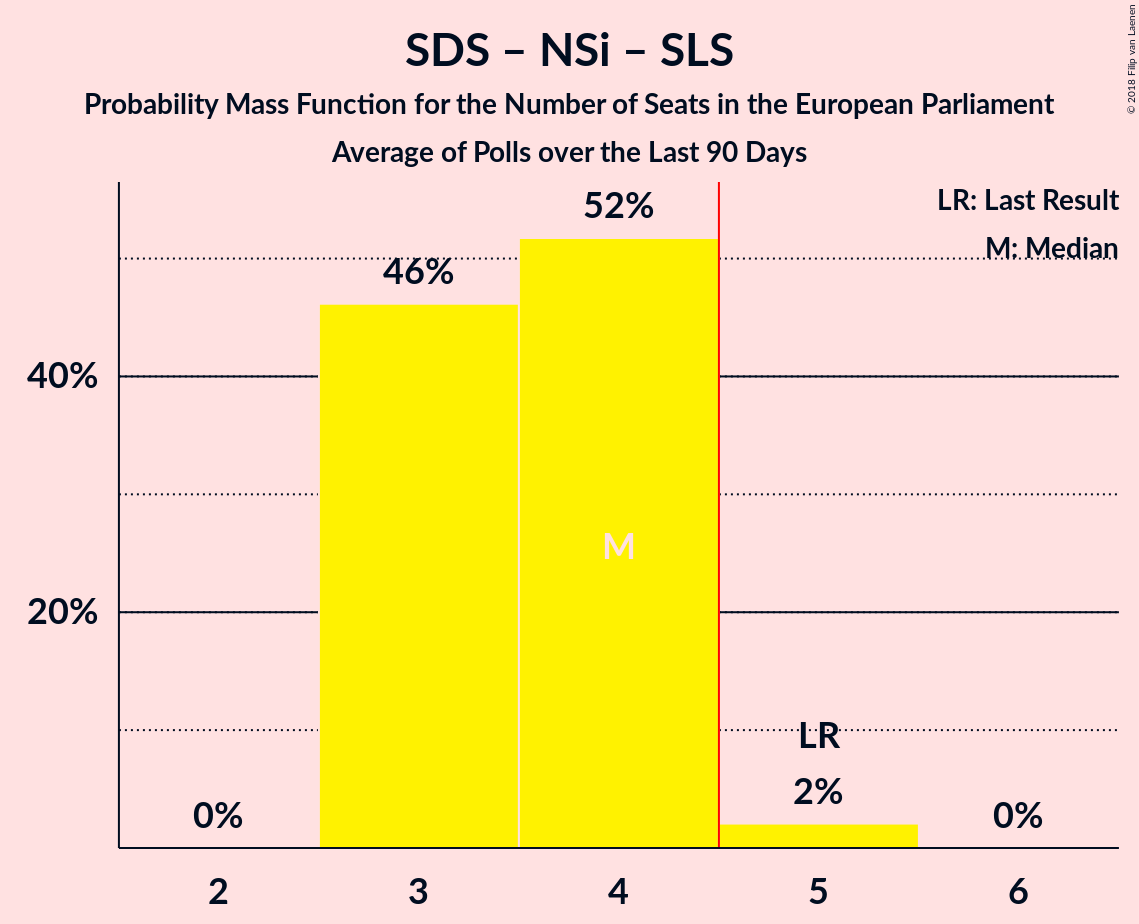 SDS – NSi – SLS
Probability Mass Function for the Number of Seats in the European Parliament
Average of Polls over the Last 90 Days
© 2018 Filip van Laenen
LR: Last Result
M: Median
52%
46%
40%
M
20%
LR
2%
0%
0%
2 3 4 5 6